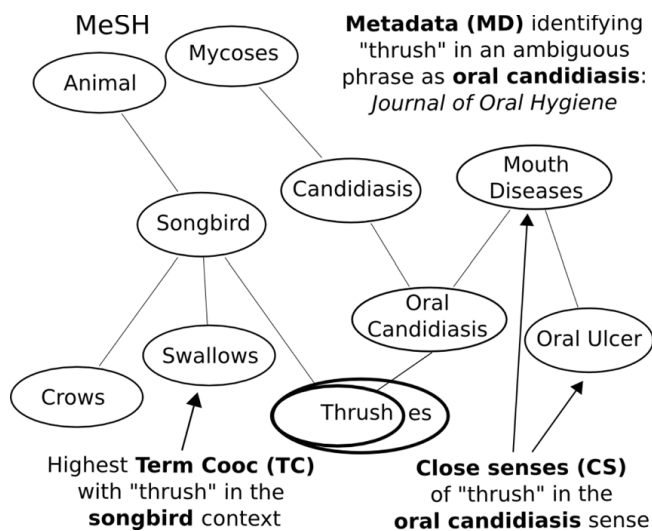 MeSH
Mycoses
Animal
Metadata (MD) identifying
"thrush" in an ambiguous
phrase as oral candidiasis:
Journal of Oral Hygiene
Candidiasis
Mouth
Diseases
Songbird
Oral
Candidiasis
Oral Ulcer
Swallows
Crows
Thrush es
Highest Term Cooc (TC)
with "thrush" in the
songbird context
Close senses (CS)
of "thrush" in the
oral candidiasis sense